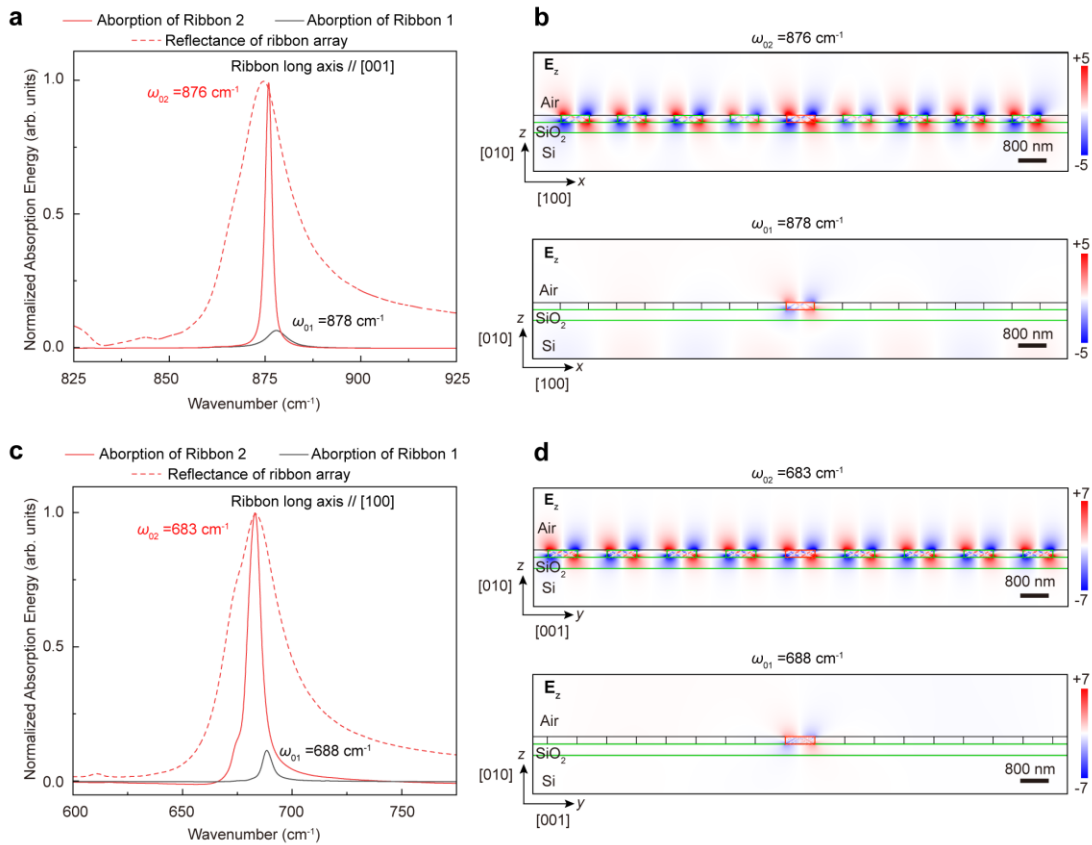 a
Aborption of Ribbon 2
Aborption of Ribbon 1
Reflectance of ribbon array
Ribbon long axis // [001]
ω02 =876 cm-1
ω01 =878 cm-1
Normalized Absorption Energy (arb. units)
1.0
0.5
0.0
825
850
875
900
925
Wavenumber (cm-1)
b
ω02 =876 cm-1
Ez
Air
SiO2
Si
800 nm
+5
-5
z
[010]
x
[100]
ω01 =878 cm-1
Ez
Air
SiO2
Si
800 nm
+5
-5
z
[010]
x
[100]
c
Aborption of Ribbon 2
Aborption of Ribbon 1
Reflectance of ribbon array
Ribbon long axis // [100]
ω02 =683 cm-1
ω01 =688 cm-1
Normalized Absorption Energy (arb. units)
1.0
0.5
0.0
600
650
700
750
Wavenumber (cm-1)
d
ω02 =683 cm-1
Ez
Air
SiO2
Si
800 nm
+7
-7
z
[010]
y
[001]
ω01 =688 cm-1
Ez
Air
SiO2
Si
800 nm
+7
-7
z
[010]
y
[001]